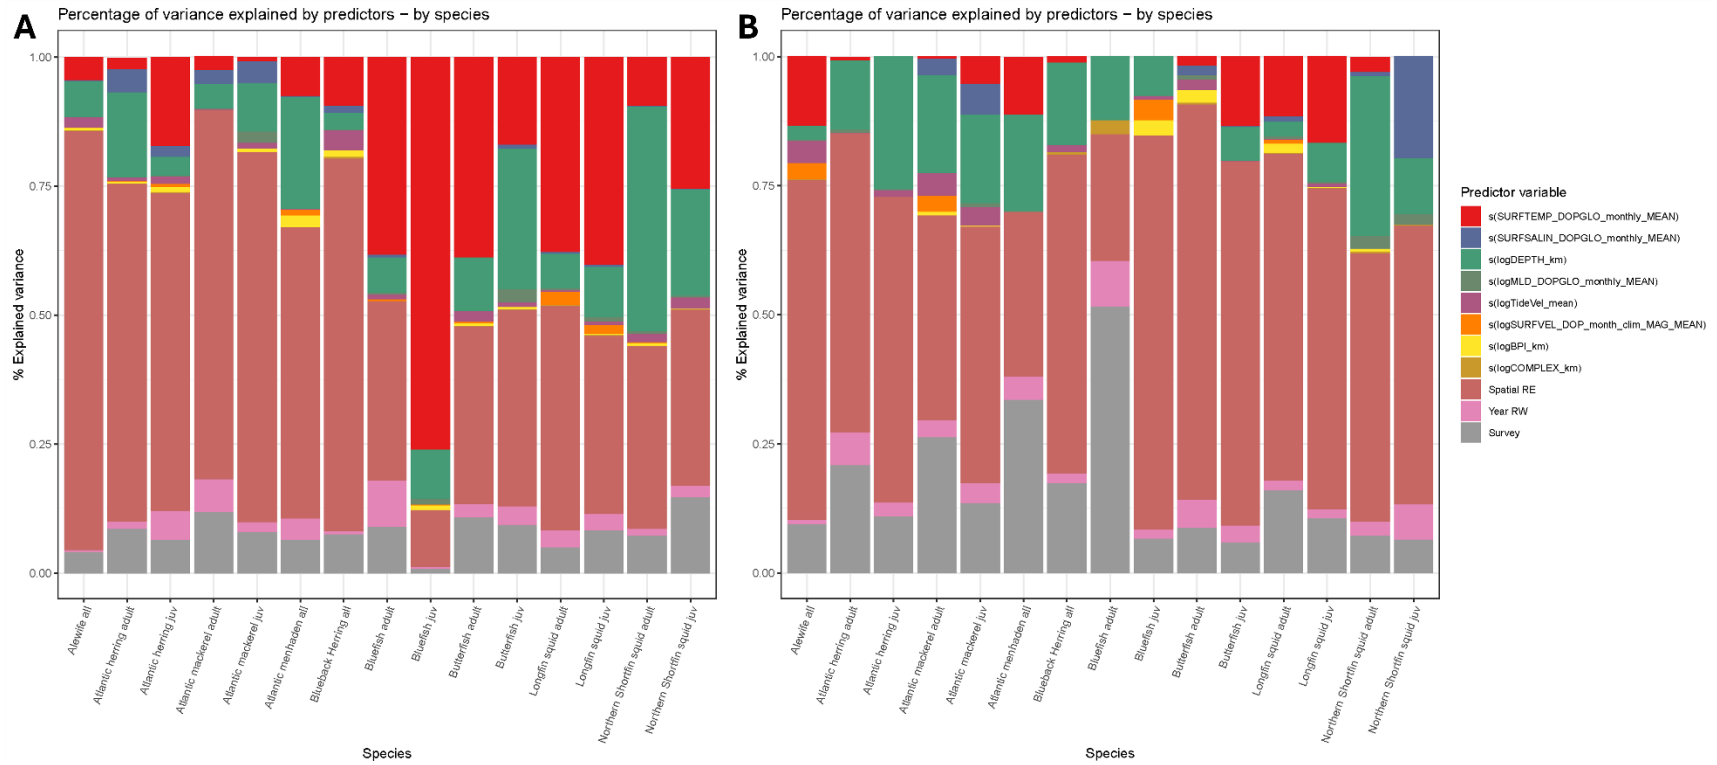 A
Percentage of variance explained by predictors – by species
% Explained variance
1.00
0.75
0.50
0.25
0.00
Alewife all
Atlantic herring adult
Atlantic herring juv
Atlantic mackerel adult
Atlantic mackerel juv
Atlantic menhaden all
Blueback Herring all
Bluefish adult
Bluefish juv
Butterfish adult
Butterfish juv
Longfin squid adult
Longfin squid juv
Northern Shortfin squid adult
Northern Shortfin squid juv
Species
B
Percentage of variance explained by predictors – by species
% Explained variance
1.00
0.75
0.50
0.25
0.00
Alewife all
Atlantic herring adult
Atlantic herring juv
Atlantic mackerel adult
Atlantic mackerel juv
Atlantic menhaden all
Blueback Herring all
Bluefish adult
Bluefish juv
Butterfish adult
Butterfish juv
Longfin squid adult
Longfin squid juv
Northern Shortfin squid adult
Northern Shortfin squid juv
Species
Predictor variable
s(SURFTEMP_DOPGLO_monthly_MEAN)
s(SURFSALIN_DOPGLO_monthly_MEAN)
s(logDEPTH_km)
s(logMLD_DOPGLO_monthly_MEAN)
s(logTideVel_mean)
s(logSURFVEL_DOP_month_clim_MAG_MEAN)
s(logBPI_km)
s(logCOMPLEX_km)
Spatial RE
Year RW
Survey